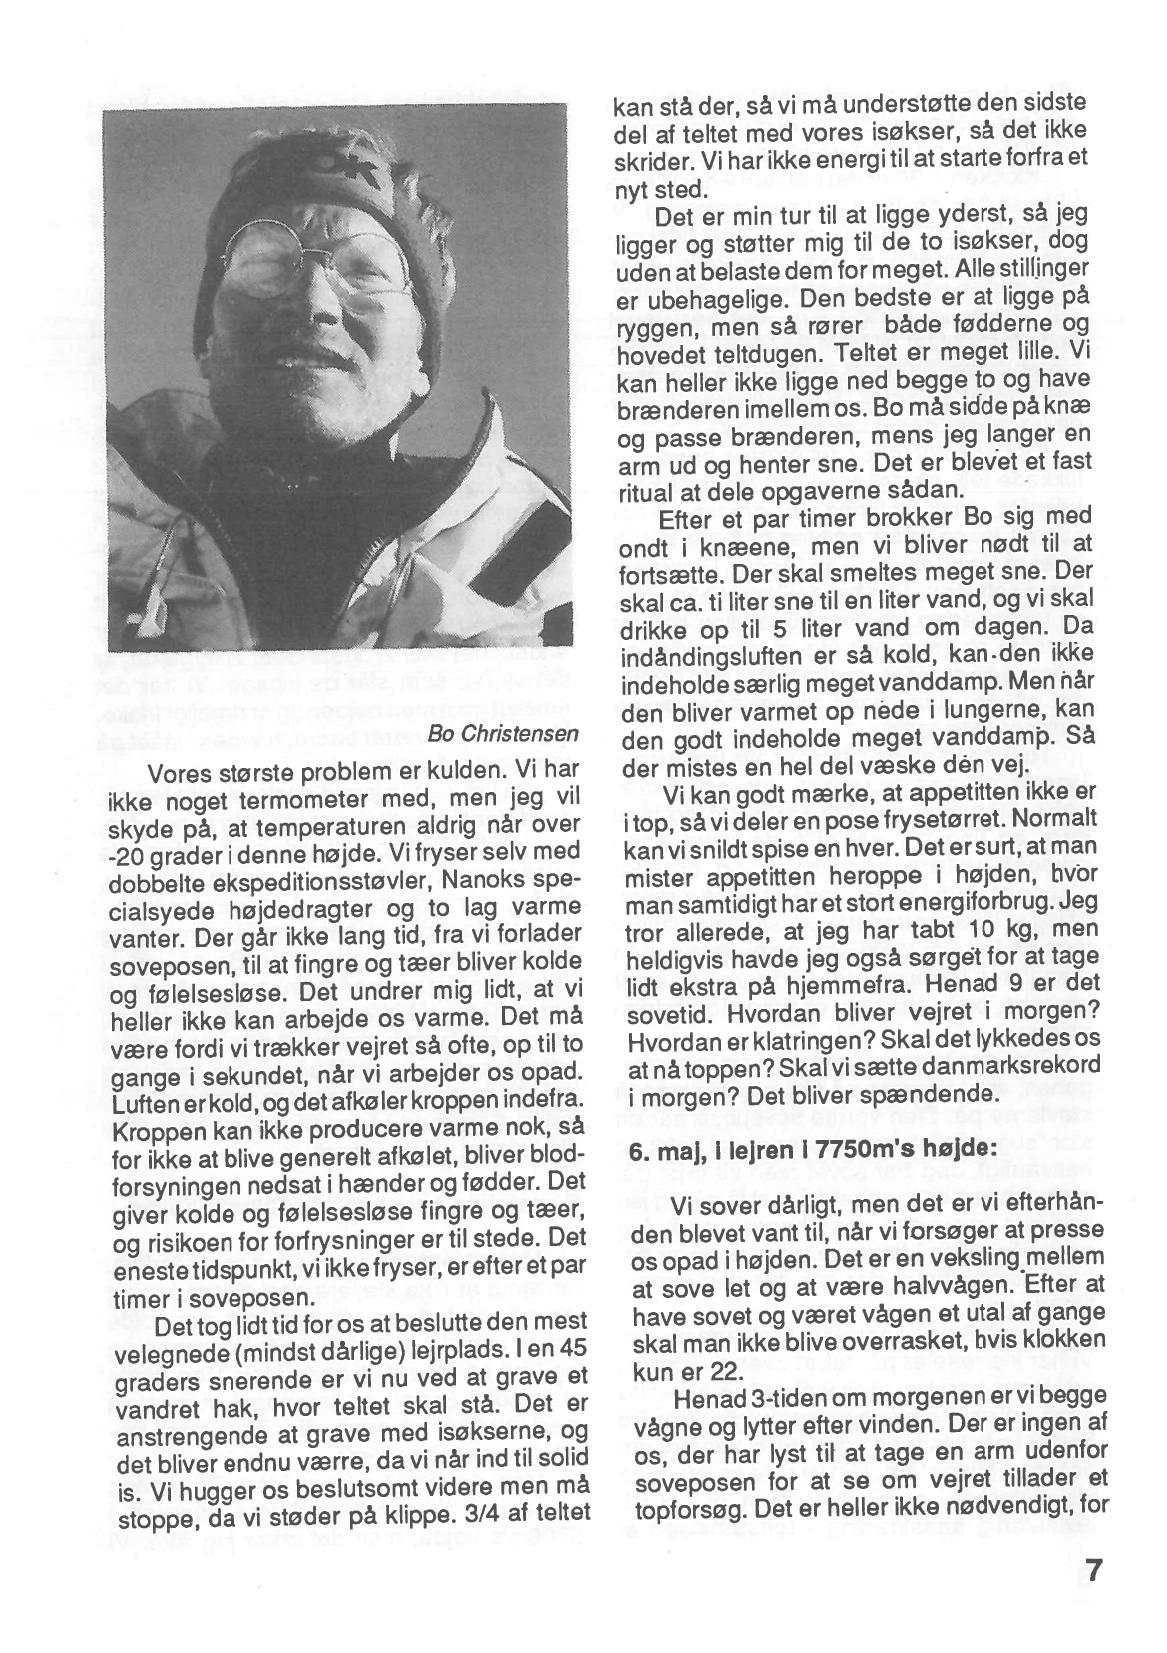 OK
Bo Christensen
Vores største problem er kulden. Vi har
ikke noget termometer med, men jeg vil
skyde på, at temperaturen aldrig når over
-20 grader i denne højde. Vi fryser selv med
dobbelte ekspeditionsstøvler, Nanoks spe-
cialsyede højdedragter og to lag varme
vanter. Der går ikke lang tid, fra vi forlader
soveposen, til at fingre og tæer bliver kolde
og følelsesløse. Det undrer mig lidt, at vi
heller ikke kan arbejde os varme. Det må
være fordi vi trækker vejret så ofte, op til to
gange i sekundet, når vi arbejder os opad.
Luften er kold, og det afkøler kroppen indefra.
Kroppen kan ikke producere varme nok, så
for ikke at blive generelt afkølet, bliver blod-
forsyningen nedsat i hænder og fødder. Det
giver kolde og følelsesløse fingre og tæer,
og risikoen for forfrysninger er til stede. Det
eneste tidspunkt, vi ikke fryser, er efter et par
timer i soveposen.
Det tog lidt tid for os at beslutte den mest
velegnede (mindst dårlige) lejrplads. I en 45
graders snerende er vi nu ved at grave et
vandret hak, hvor teltet skal stå. Det er
anstrengende at grave med isøkserne, og
det bliver endnu værre, da vi når ind til solid
is. Vi hugger os beslutsomt videre men må
stoppe, da vi støder på klippe. 3/4 af teltet
kan stå der, så vi må understøtte den sidste
del af teltet med vores isøkser, så det ikke
skrider. Vi har ikke energi til at starte forfra et
nyt sted.
Det er min tur til at ligge yderst, så jeg
ligger og støtter mig til de to isøkser, dog
uden at belaste dem for meget. Alle stillinger
er ubehagelige. Den bedste er at ligge på
ryggen, men så rører både fødderne og
hovedet teltdugen. Teltet er meget lille. Vi
kan heller ikke ligge ned begge to og have
brænderen imellem os. Bo må sidde på knæ
og passe brænderen, mens jeg langer en
arm ud og henter sne. Det er blevet et fast
ritual at dele opgaverne sådan.
Efter et par timer brokker Bo sig med
ondt i knæene, men vi bliver nødt til at
fortsætte. Der skal smeltes meget sne. Der
skal ca. ti liter sne til en liter vand, og vi skal
drikke op til 5 liter vand om dagen. Da
indåndingsluften er så kold, kan den ikke
indeholde særlig meget vanddamp. Men når
den bliver varmet op nede i lungerne, kan
den godt indeholde meget vanddamp. Så
der mistes en hel del væske den vej.
Vi kan godt mærke, at appetitten ikke er
i top, så vi deler en pose frysetørret. Normalt
kan vi snildt spise en hver. Det er surt, at man
mister appetitten heroppe i højden, hvor
man samtidigt har et stort energiforbrug. Jeg
tror allerede, at jeg har tabt 10 kg, men
heldigvis havde jeg også sørget for at tage
lidt ekstra på hjemmefra. Henad 9 er det
sovetid. Hvordan bliver vejret i morgen?
Hvordan er klatringen? Skal det lykkedes os
at nå toppen? Skal vi sætte danmarksrekord
i morgen? Det bliver spændende.
6. maj, i lejren i 7750m's højde:
Vi sover dårligt, men det er vi efterhån-
den blevet vant til, når vi forsøger at presse
os opad i højden. Det er en veksling mellem
at sove let og at være halvvågen. Efter at
have sovet og været vågen et utal af gange
skal man ikke blive overrasket, hvis klokken
kun er 22.
Henad 3-tiden om morgenen er vi begge
vågne og lytter efter vinden. Der er ingen af
os, der har lyst til at tage en arm udenfor
soveposen for at se om vejret tillader et
topforsøg. Det er heller ikke nødvendigt, for
7